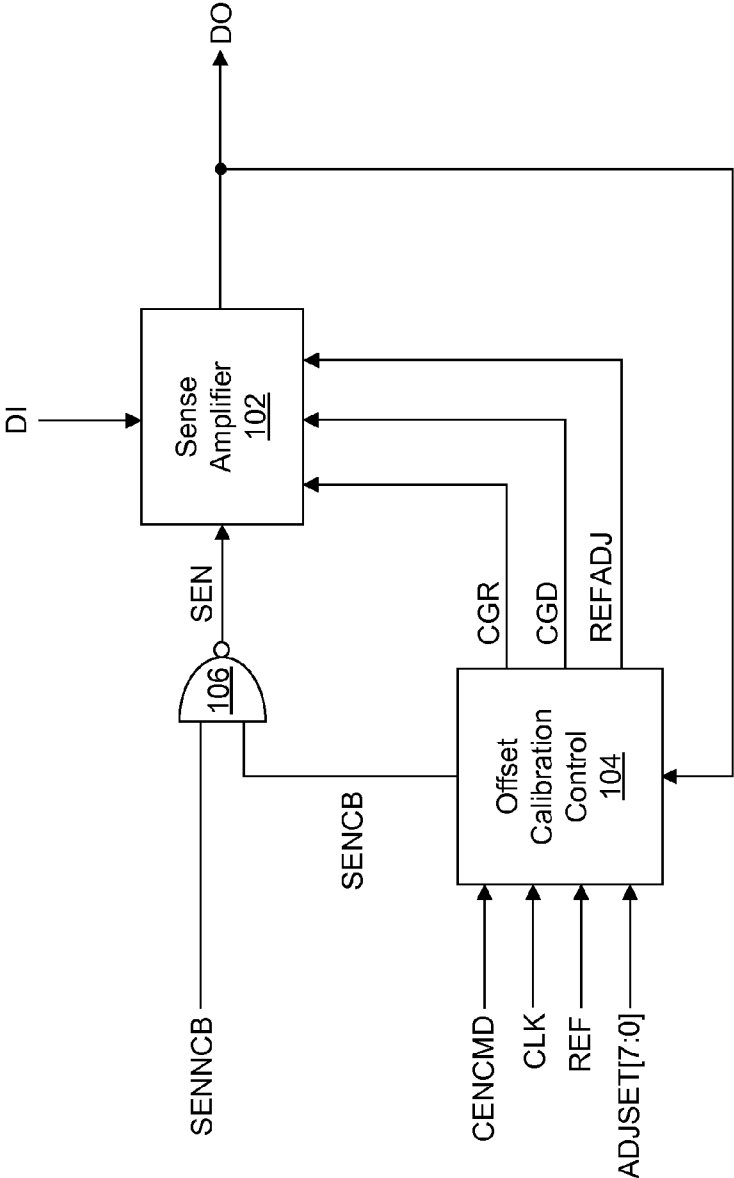 DI
DO
Sense
Amplifier
102
SEN
106
SENNCB
SENCB
CGR
CGD
REFADJ
Offset
Calibration
Control
104
CENCMD
CLK
REF
ADJSET[7:0]